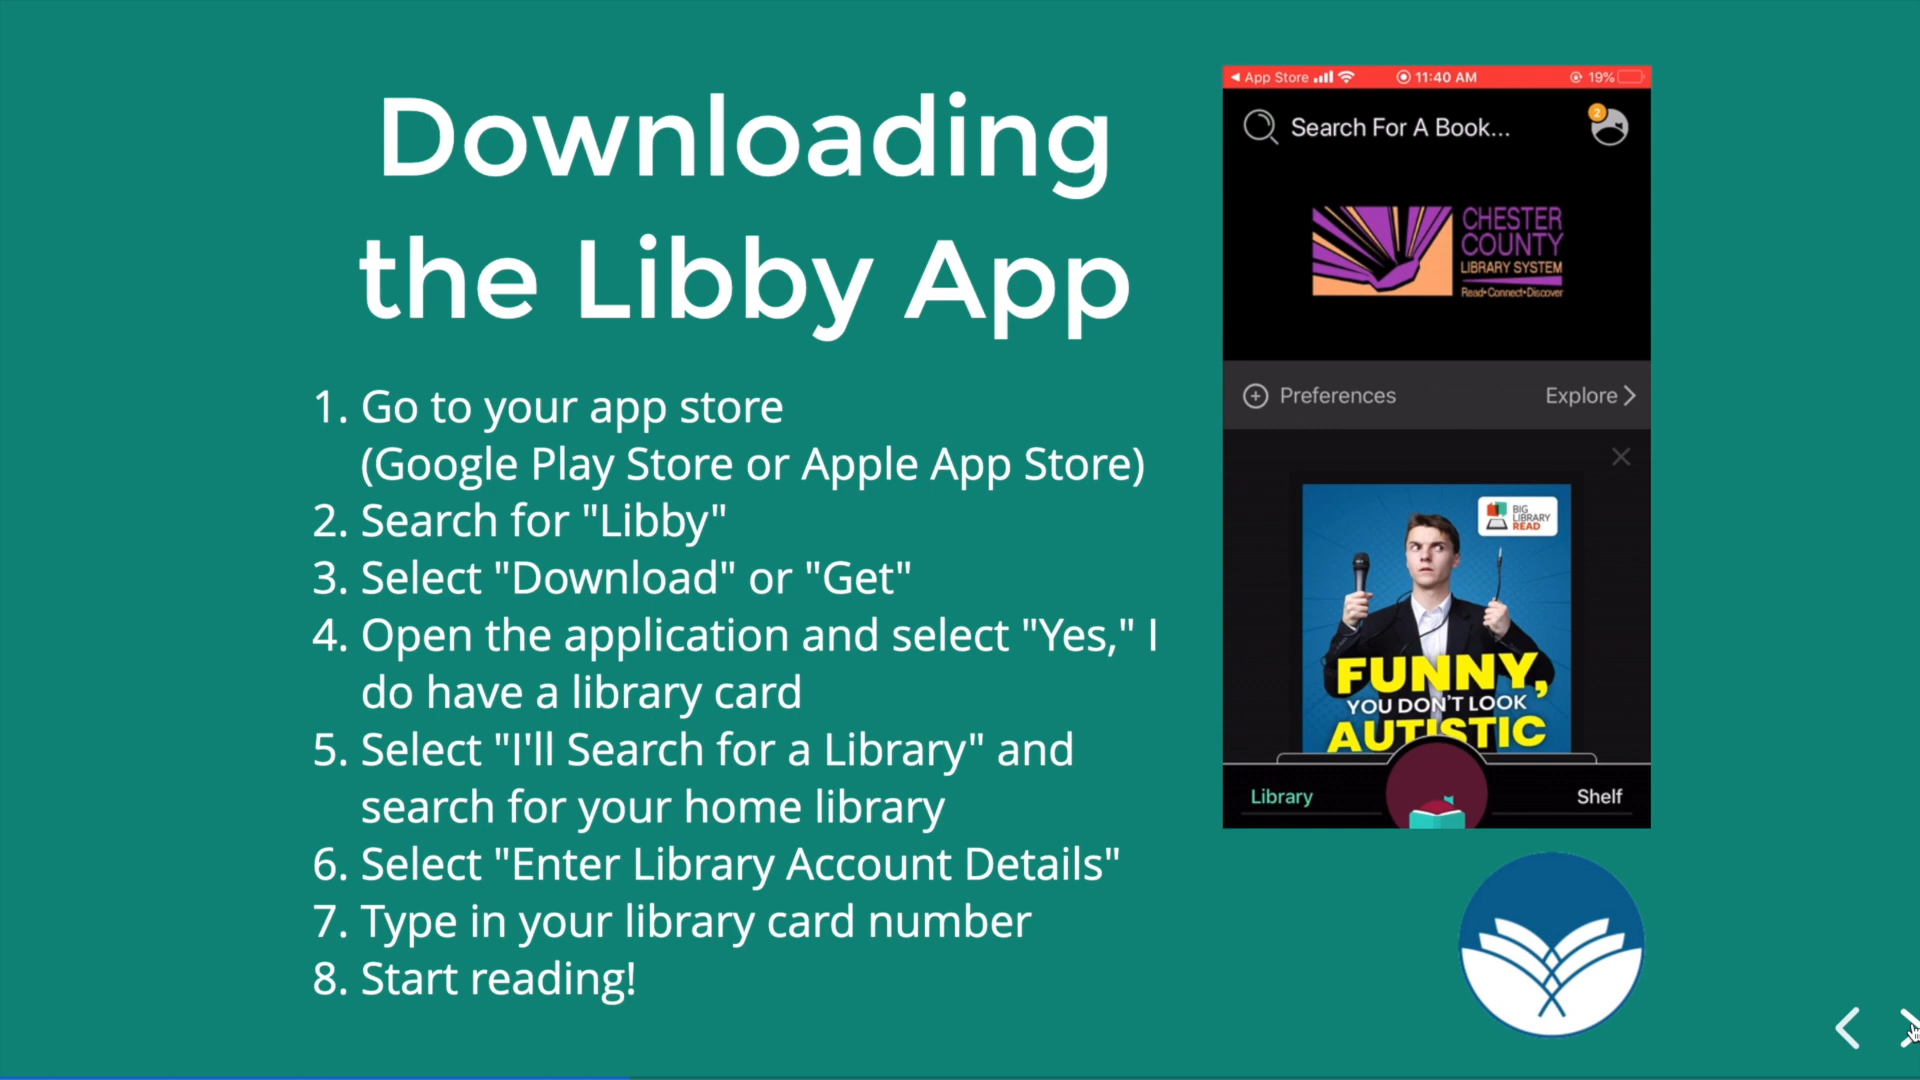 Downloading
the Libby App
1. Go to your app store
(Google Play Store or Apple App Store)
2. Search for "Libby"
3. Select "Download" or "Get"
4. Open the application and select "Yes," I
do have a library card
5. Select "I'll Search for a Library" and
search for your home library
6. Select "Enter Library Account Details"
7. Type in your library card number
8. Start reading!
App Store 11:40 AM 19%
Search For A Book... 2
CHESTER
COUNTY
LIBRARY SYSTEM
Read•Connect•Discover
Preferences Explore
BIG
LIBRARY
READ
FUNNY,
YOU DON'T LOOK
AUTISTIC
Library Shelf